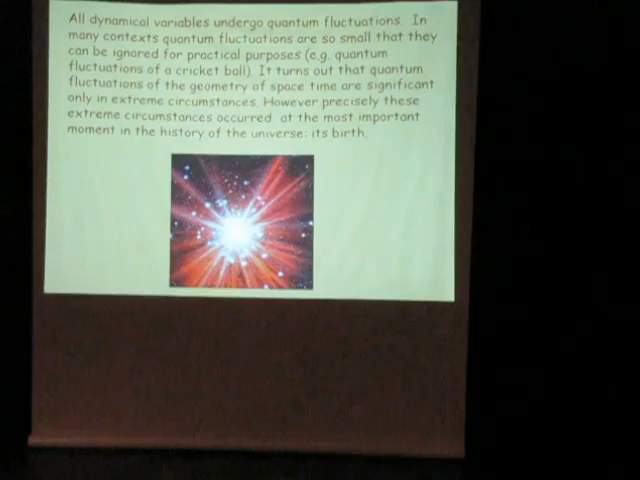 All dynamical variables undergo quantum fluctuations. In
many contexts quantum fluctuations are so small that they
can be ignored for practical purposes (e.g. quantum
fluctuations of a cricket ball). It turns out that quantum
fluctuations of the geometry of space time are significant
only in extreme circumstances. However precisely these
extreme circumstances occurred at the most important
moment in the history of the universe: its birth.